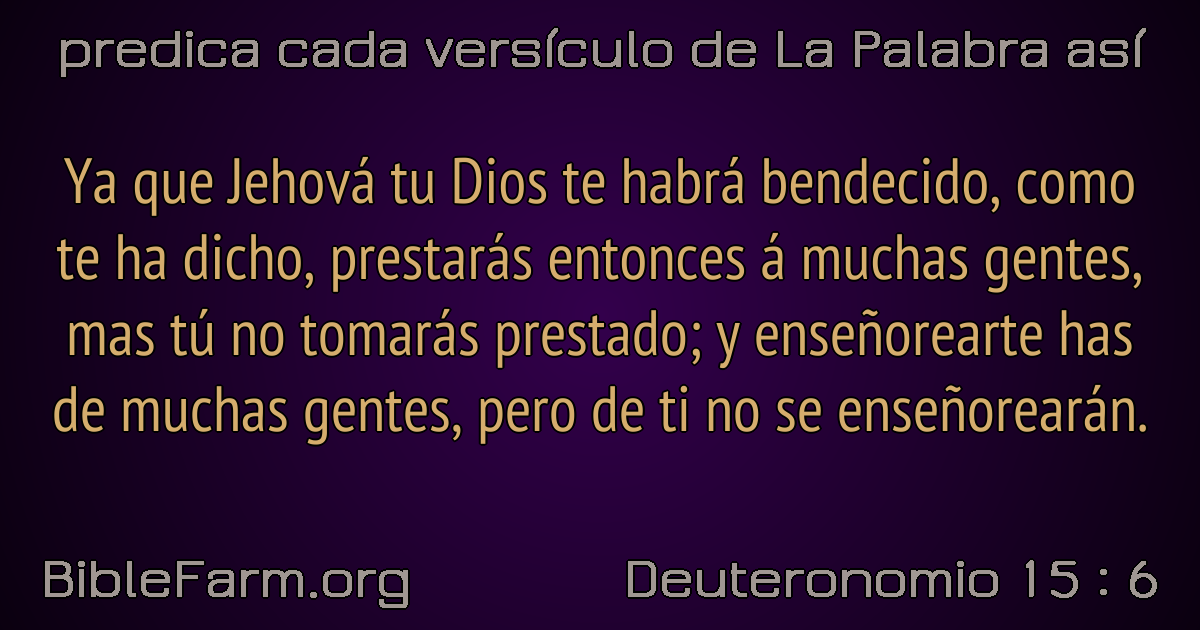 predica cada versículo de La Palabra así
Ya que Jehová tu Dios te habrá bendecido, como
te ha dicho, prestarás entonces á muchas gentes,
mas tú no tomarás prestado; y enseñorearte has
de muchas gentes, pero de ti no se enseñorearán.
BibleFarm.org
Deuteronomio 15 : 6